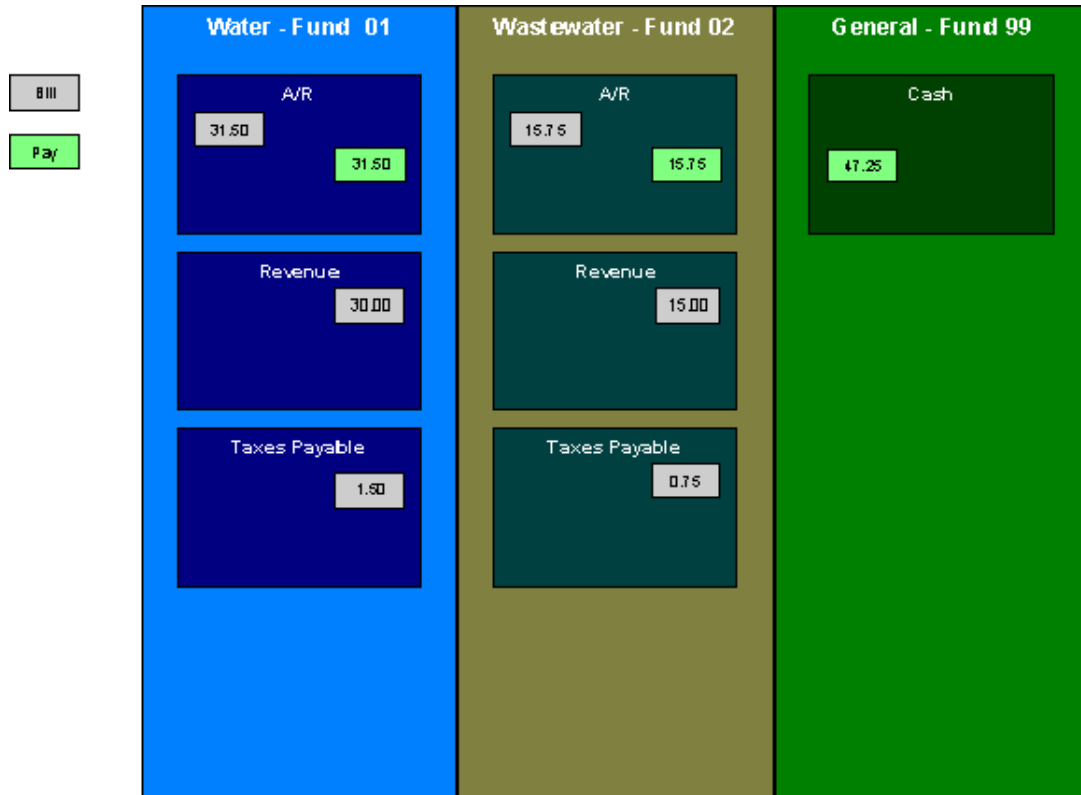 Water - Fund 01
Wastewater - Fund 02
General - Fund 99
Bill
Pay
A/R
31.50
31.50
Revenue
30.00
Taxes Payable
1.50
A/R
15.75
15.75
Revenue
15.00
Taxes Payable
0.75
Cash
47.25